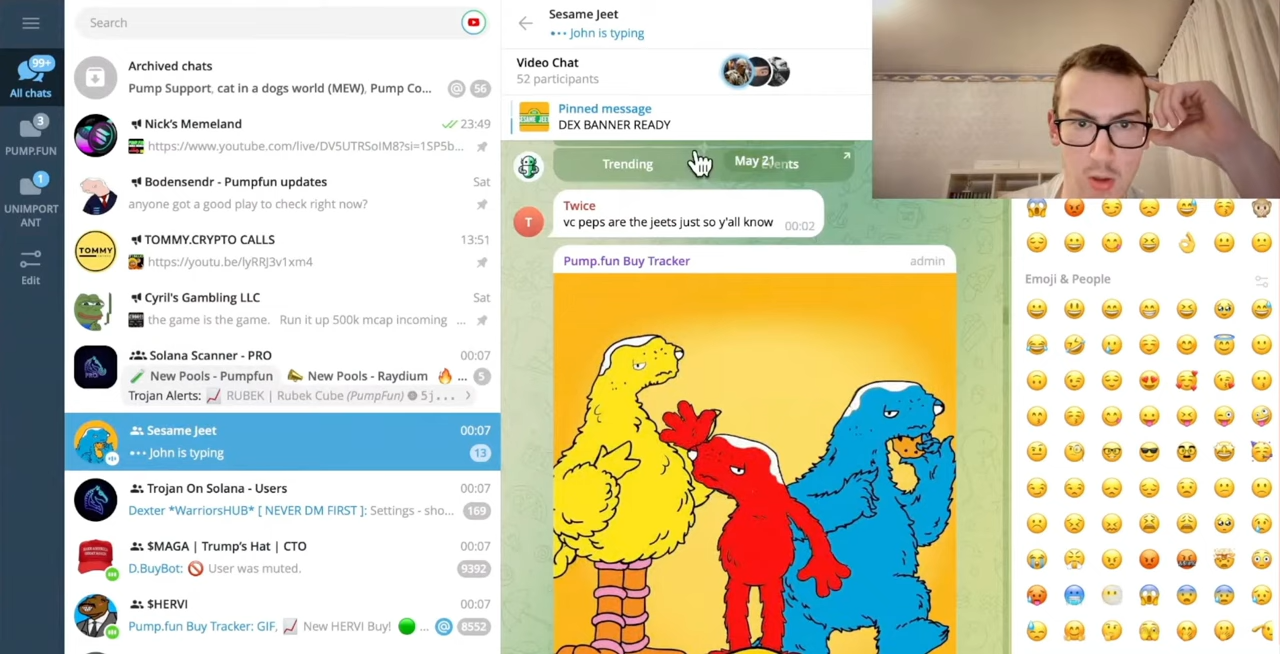 99+
All chats
3
PUMP.FUN
1
UNIMPORT
ANT
Edit
Search
Archived chats
Pump Support, cat in a dogs world (MEW), Pump Co... @ 56
Nick's Memeland 23:49
https://www.youtube.com/live/DV5UTRSoIM8?si=1SP5b...
Bodensendr - Pumpfun updates Sat
anyone got a good play to check right now?
TOMMY
TOMMY.CRYPTO CALLS 13:51
https://youtu.be/lyRRJ3v1xm4
Cyril's Gambling LLC Sat
the game is the game. Run it up 500k mcap incoming ...
PRO
Solana Scanner - PRO 00:07
New Pools - Pumpfun New Pools - Raydium ... 5
Trojan Alerts: RUBEK | Rubek Cube (PumpFun) 5j...
Sesame Jeet 00:07
John is typing 13
Trojan On Solana - Users 00:07
Dexter *WarriorsHUB* [ NEVER DM FIRST ]: Settings - sho... 169
$MAGA | Trump's Hat | CTO 00:07
D.BuyBot: 🚫 User was muted. 9392
$HERVI 00:07
Pump.fun Buy Tracker: GIF, 📈 New HERVI Buy! 🟢 ... @ 8552
Sesame Jeet
John is typing
Video Chat
52 participants
SESAME JEET
Pinned message
DEX BANNER READY
Trending
May 21
T
Twice
vc peps are the jeets just so y'all know 00:02
Pump.fun Buy Tracker admin
Emoji & People